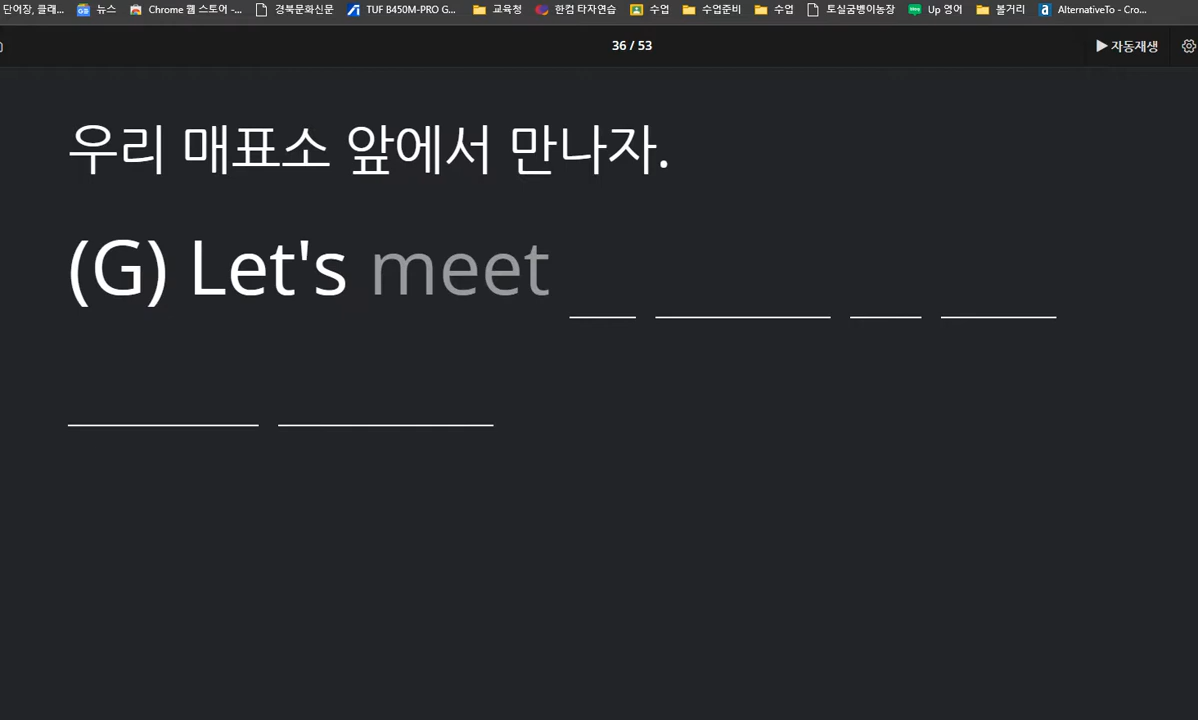 단어장, 클래... 뉴스 Chrome 웹 스토어 -... 경북문화신문 TUF B450M-PRO G... 교육청 한컴 타자연습 수업 수업준비 수업 토실굼벵이농장 Up 영어 볼거리 AlternativeTo - Cro...
36 / 53 ▶ 자동재생
우리 매표소 앞에서 만나자.
(G) Let's meet